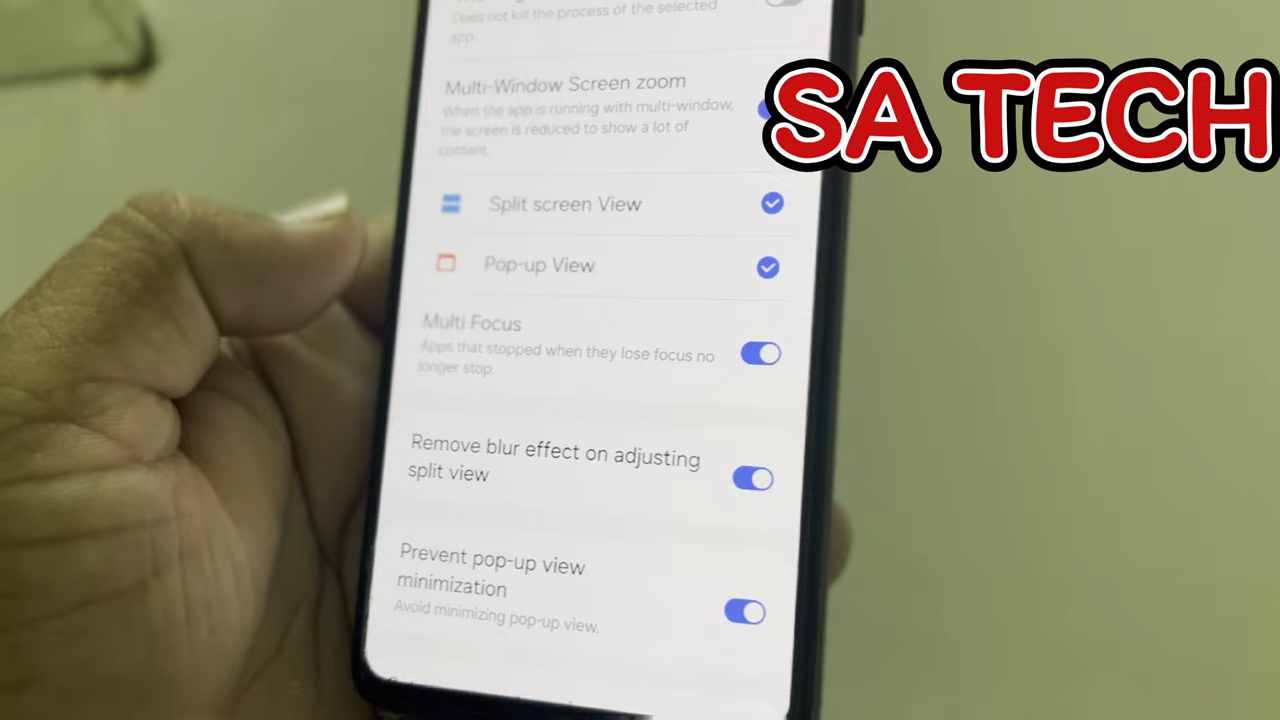 Does not kill the process of the selected
app.
Multi-Window Screen zoom
When the app is running with multi-window,
the screen is reduced to show a lot of
content.
SA TECH
Split screen View
Pop-up View
Multi Focus
Apps that stopped when they lose focus no
longer stop.
Remove blur effect on adjusting
split view
Prevent pop-up view
minimization
Avoid minimizing pop-up view.